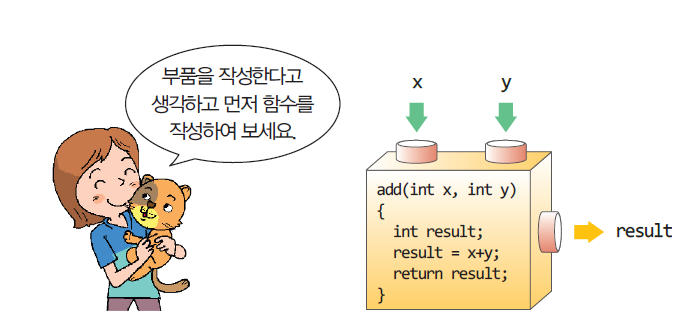 부품을 작성한다고
생각하고 먼저 함수를
작성하여 보세요.
x
y
add(int x, int y)
{
int result;
result = x+y;
return result;
}
result